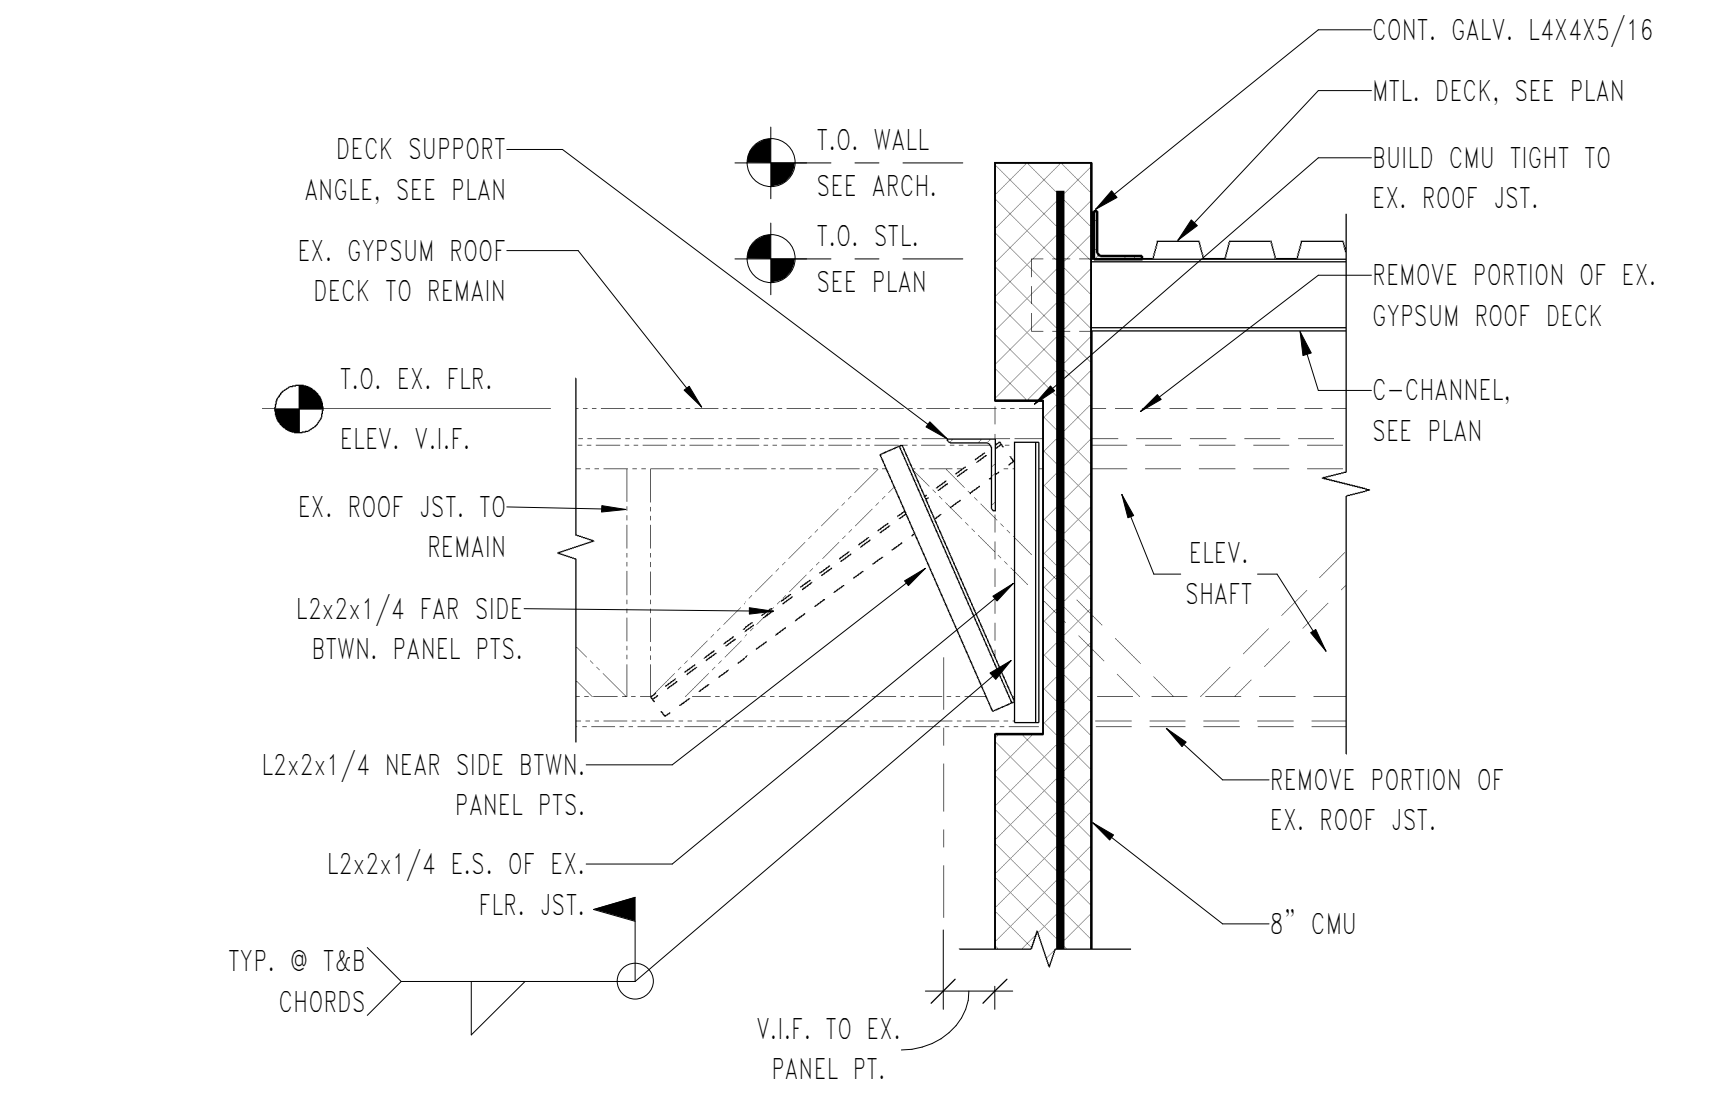 CONT. GALV. L4X4X5/16
MTL. DECK, SEE PLAN
BUILD CMU TIGHT TO
EX. ROOF JST.
REMOVE PORTION OF EX.
GYPSUM ROOF DECK
C-CHANNEL,
SEE PLAN
T.O. WALL
SEE ARCH.
T.O. STL.
SEE PLAN
DECK SUPPORT
ANGLE, SEE PLAN
EX. GYPSUM ROOF
DECK TO REMAIN
T.O. EX. FLR.
ELEV. V.I.F.
EX. ROOF JST. TO
REMAIN
L2x2x1/4 FAR SIDE
BTWN. PANEL PTS.
L2x2x1/4 NEAR SIDE BTWN.
PANEL PTS.
L2x2x1/4 E.S. OF EX.
FLR. JST.
TYP. @ T&B
CHORDS
V.I.F. TO EX.
PANEL PT.
ELEV.
SHAFT
REMOVE PORTION OF
EX. ROOF JST.
8” CMU